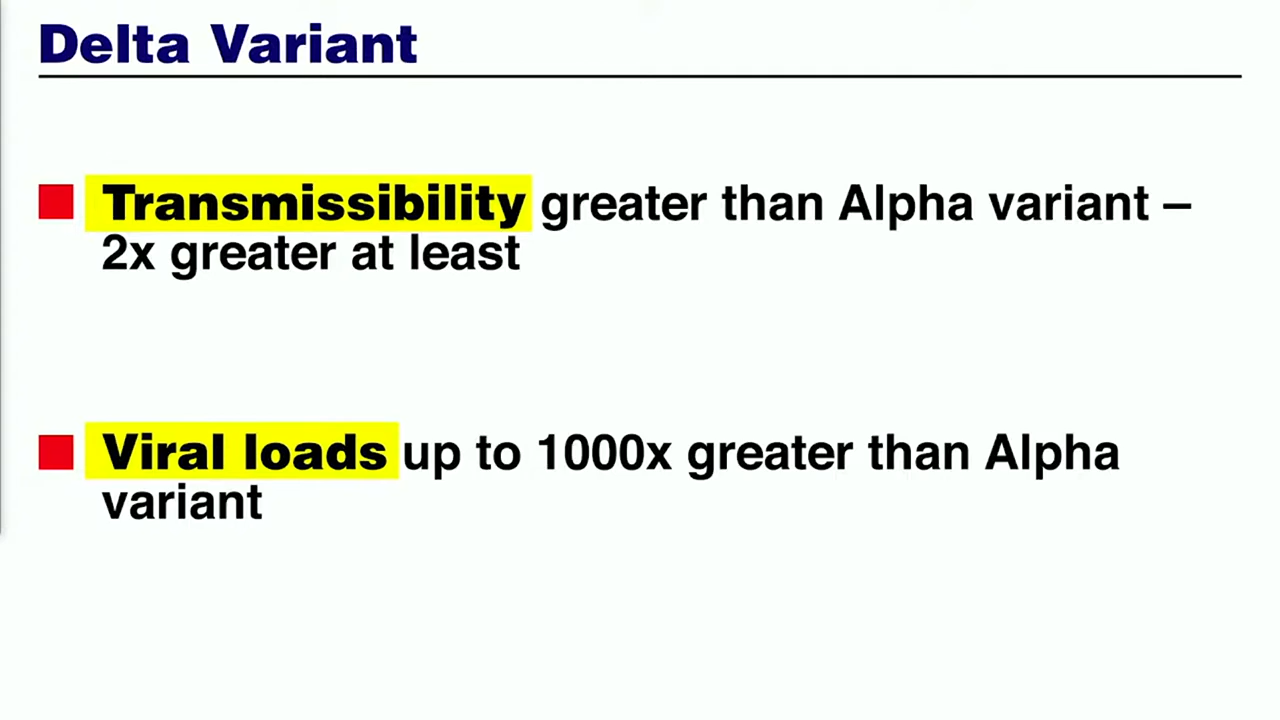 Delta Variant
Transmissibility greater than Alpha variant –
2x greater at least
Viral loads up to 1000x greater than Alpha
variant